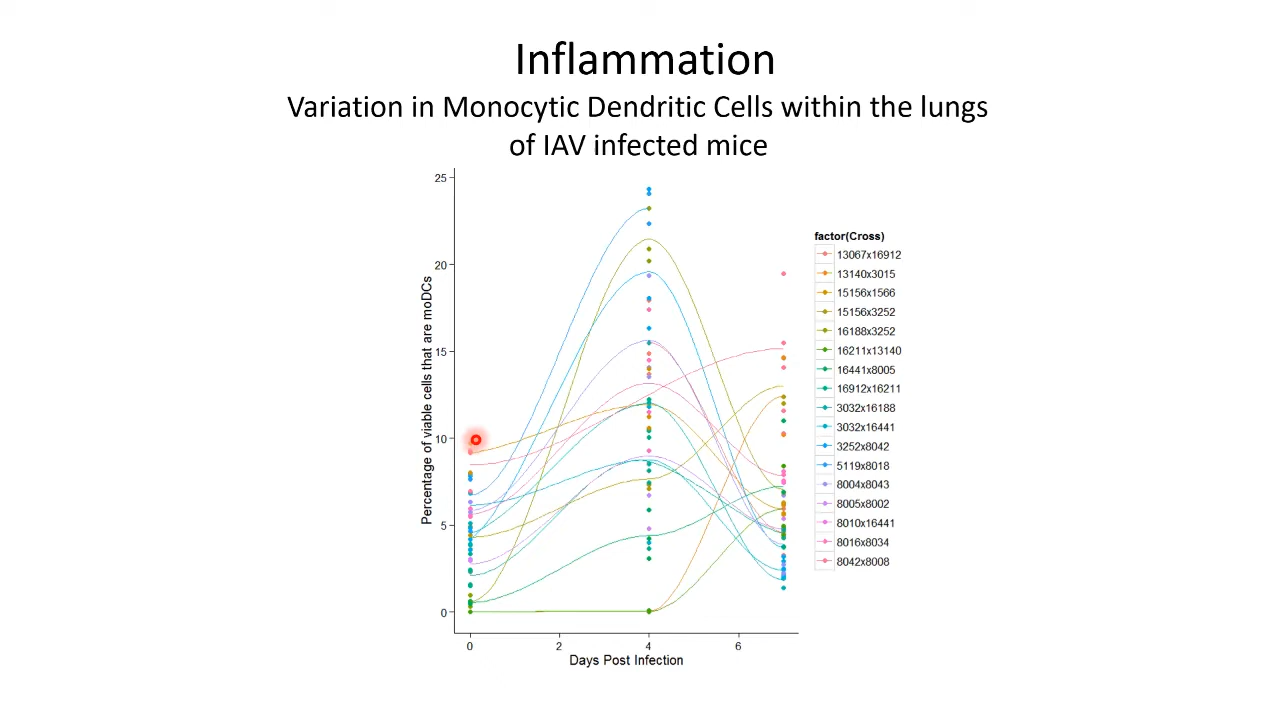 Inflammation
Variation in Monocytic Dendritic Cells within the lungs
of IAV infected mice
Percentage of viable cells that are moDCs
25
20
15
10
5
0
0 2 4 6
Days Post Infection
factor(Cross)
13067x16912
13140x3015
15156x1566
15156x3252
16188x3252
16211x13140
16441x8005
16912x16211
3032x16188
3032x16441
3252x8042
5119x8018
8004x8043
8005x8002
8010x16441
8016x8034
8042x8008